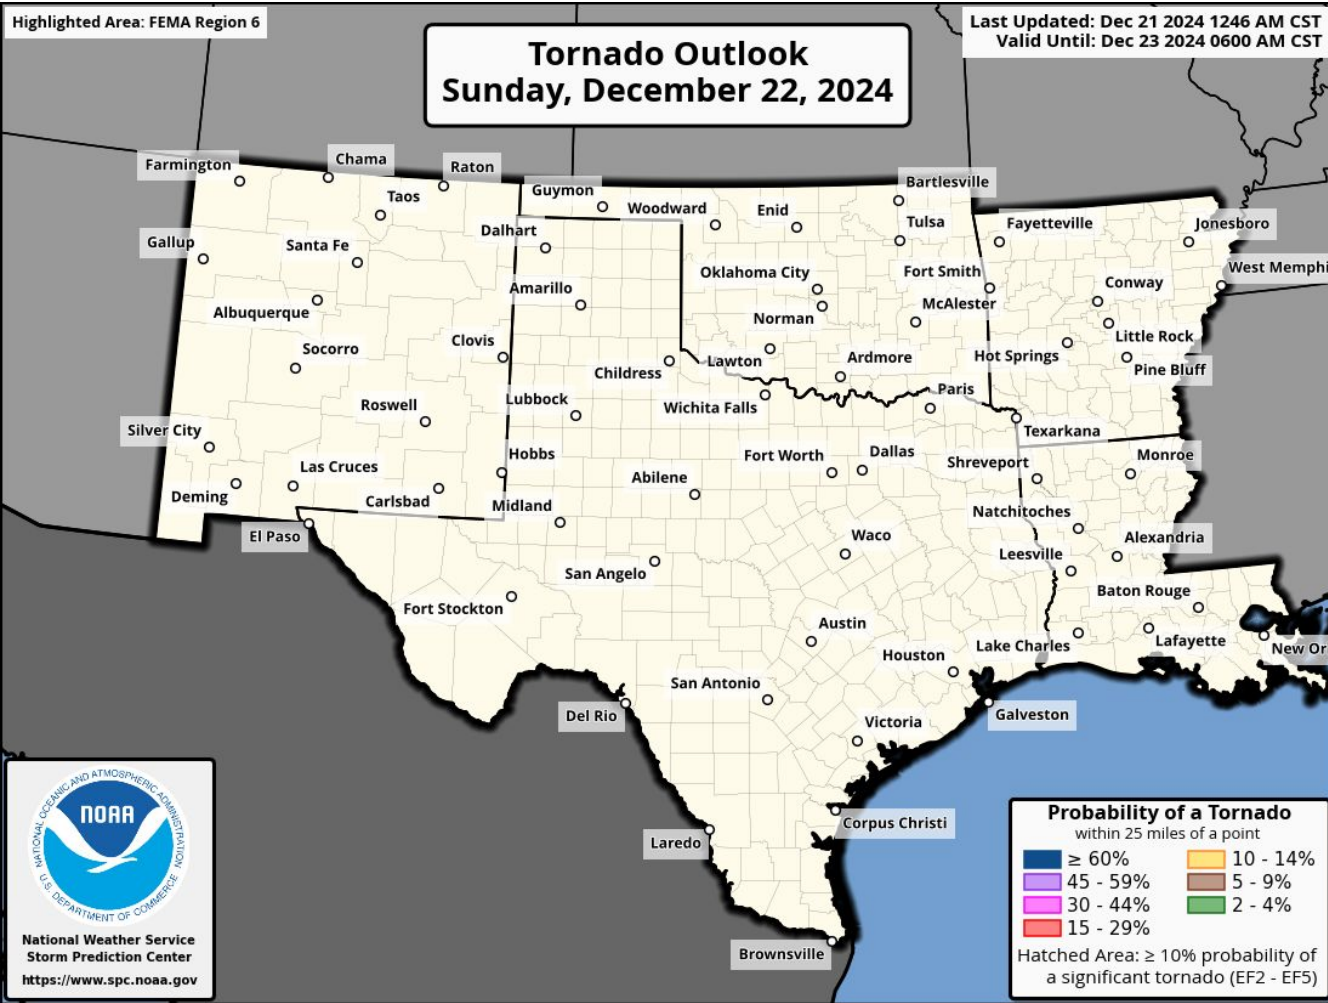 Highlighted Area: FEMA Region 6
Last Updated: Dec 21 2024 1246 AM CST
Valid Until: Dec 23 2024 0600 AM CST
Tornado Outlook
Sunday, December 22, 2024
Farmington
Chama
Raton
Taos
Guymon
Woodward
Enid
Bartlesville
Tulsa
Fayetteville
Jonesboro
Gallup
Santa Fe
Dalhart
Oklahoma City
Fort Smith
West Memphi
Albuquerque
Amarillo
Norman
McAlester
Conway
Little Rock
Socorro
Clovis
Childress
Lawton
Ardmore
Hot Springs
Pine Bluff
Roswell
Lubbock
Wichita Falls
Paris
Texarkana
Silver City
Las Cruces
Hobbs
Abilene
Fort Worth
Dallas
Shreveport
Monroe
Deming
Carlsbad
Midland
Natchitoches
El Paso
San Angelo
Waco
Leesville
Alexandria
Fort Stockton
Austin
Baton Rouge
Houston
Lake Charles
Lafayette
New Or
Del Rio
San Antonio
Victoria
Galveston
Laredo
Corpus Christi
Brownsville
NATIONAL OCEANIC AND ATMOSPHERIC ADMINISTRATION
NOAA
U.S. DEPARTMENT OF COMMERCE
National Weather Service
Storm Prediction Center
https://www.spc.noaa.gov
Probability of a Tornado
within 25 miles of a point
≥ 60%
10 - 14%
45 - 59%
5 - 9%
30 - 44%
2 - 4%
15 - 29%
Hatched Area: ≥ 10% probability of
a significant tornado (EF2 - EF5)